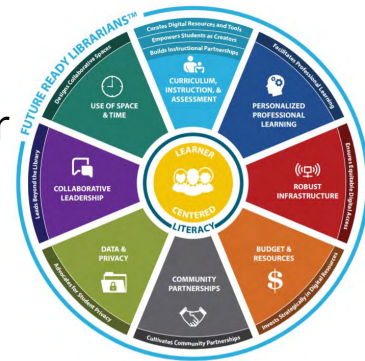 FUTURE READY LIBRARIANS™
r
Curates Digital Resources and Tools
Empowers Students as Creators
Builds Instructional Partnerships
CURRICULUM,
INSTRUCTION, &
ASSESSMENT
Facilitates Professional Learning
PERSONALIZED
PROFESSIONAL
LEARNING
Ensures Equitable Digital Access
ROBUST
INFRASTRUCTURE
Invests Strategically in Digital Resources
BUDGET &
RESOURCES
$
Cultivates Community Partnerships
COMMUNITY
PARTNERSHIPS
Advocates for Student Privacy
DATA &
PRIVACY
Leads Beyond the Library
COLLABORATIVE
LEADERSHIP
Designs Collaborative Spaces
USE OF SPACE
& TIME
LEARNER
CENTERED
LITERACY